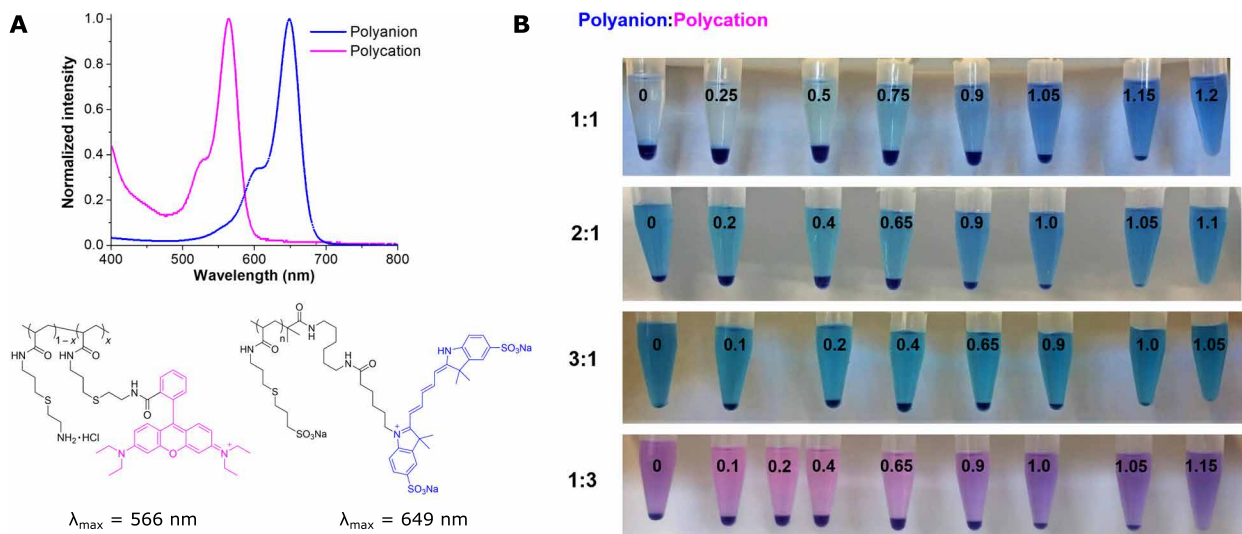 A
Normalized intensity
1.0
0.8
0.6
0.4
0.2
0.0
Polyanion
Polycation
400
500
600
700
800
Wavelength (nm)
1 − x
x
HN
O
HN
O
S
S
H
N
O
NH₂·HCl
N
O
N
+
λmax = 566 nm
n
O
N
H
HN
O
S
SO₃Na
HN
O
HN
SO₃Na
N
+
SO₃Na
λmax = 649 nm
B
Polyanion:Polycation
1:1
0 0.25 0.5 0.75 0.9 1.05 1.15 1.2
2:1
0 0.2 0.4 0.65 0.9 1.0 1.05 1.1
3:1
0 0.1 0.2 0.4 0.65 0.9 1.0 1.05
1:3
0 0.1 0.2 0.4 0.65 0.9 1.0 1.05 1.15